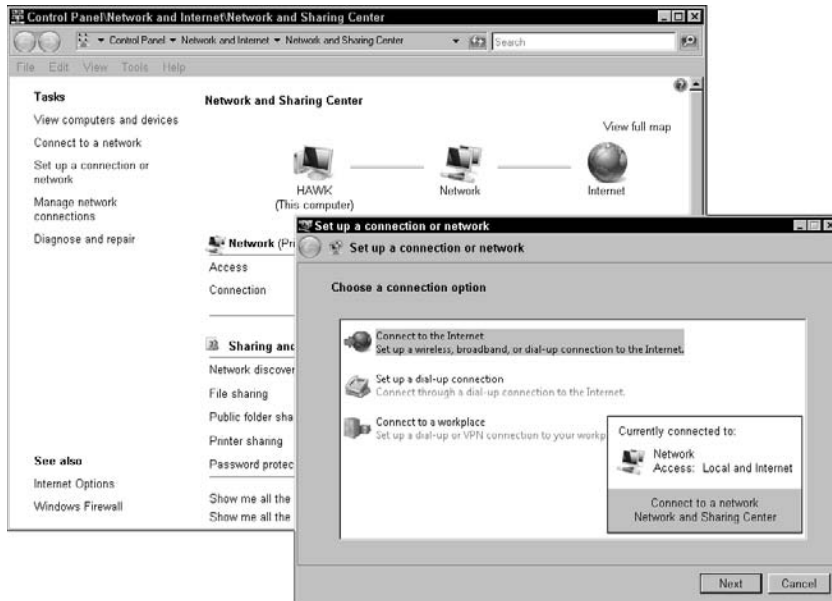 Control Panel\Network and Internet\Network and Sharing Center
Control Panel Network and Internet Network and Sharing Center
Search
File Edit View Tools Help
Tasks
View computers and devices
Connect to a network
Set up a connection or
network
Manage network
connections
Diagnose and repair
See also
Internet Options
Windows Firewall
Network and Sharing Center
View full map
HAWK
(This computer)
Network
Internet
Network (Pri
Access
Connection
Sharing and
Network discover
File sharing
Public folder sha
Printer sharing
Password protec
Show me all the
Show me all the
Set up a connection or network
Set up a connection or network
Choose a connection option
Connect to the Internet
Set up a wireless, broadband, or dial-up connection to the Internet.
Set up a dial-up connection
Connect through a dial-up connection to the Internet.
Connect to a workplace
Set up a dial-up or VPN connection to your workp
Currently connected to:
Network
Access: Local and Internet
Connect to a network
Network and Sharing Center
Next Cancel